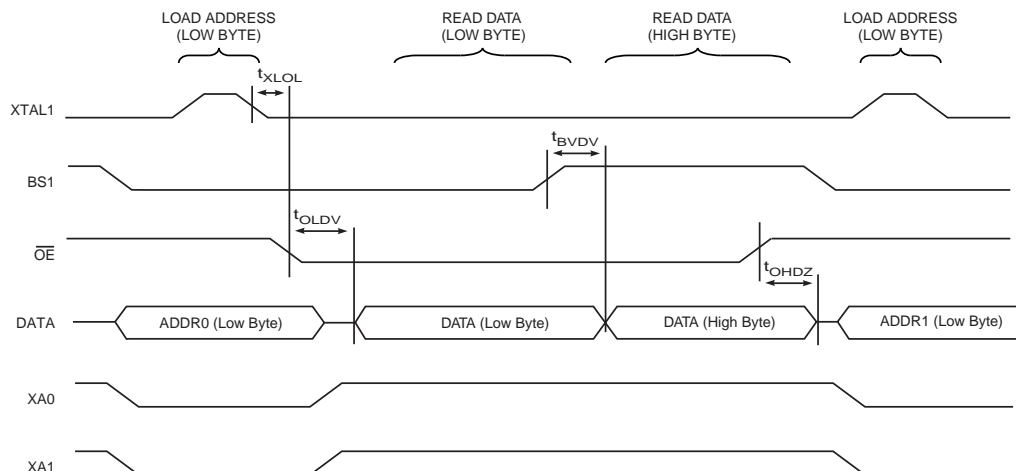 LOAD ADDRESS
(LOW BYTE)
READ DATA
(LOW BYTE)
READ DATA
(HIGH BYTE)
LOAD ADDRESS
(LOW BYTE)
tXLOL
XTAL1
tBVDV
BS1
tOLDV
OE
tOHDZ
DATA
ADDR0 (Low Byte)
DATA (Low Byte)
DATA (High Byte)
ADDR1 (Low Byte)
XA0
XA1